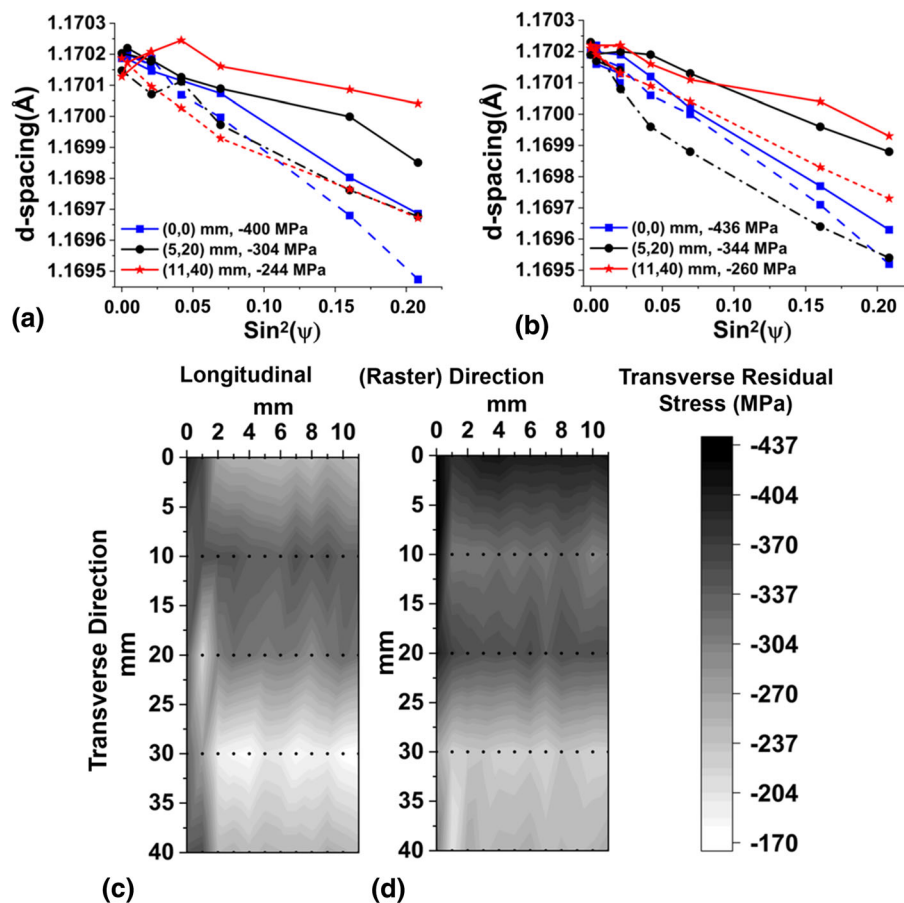 1.1703
1.1702
1.1701
1.1700
1.1699
1.1698
1.1697
1.1696
1.1695
d-spacing(Å)
(0,0) mm, -400 MPa
(5,20) mm, -304 MPa
(11,40) mm, -244 MPa
0.00 0.05 0.10 0.15 0.20
Sin²(ψ)
(a)
1.1703
1.1702
1.1701
1.1700
1.1699
1.1698
1.1697
1.1696
1.1695
d-spacing(Å)
(0,0) mm, -436 MPa
(5,20) mm, -344 MPa
(11,40) mm, -260 MPa
0.00 0.05 0.10 0.15 0.20
Sin²(ψ)
(b)
Longitudinal (Raster) Direction
mm
0 2 4 6 8 10
0
5
10
15
20
25
30
35
40
Transverse Direction
mm
(c)
mm
0 2 4 6 8 10
0
5
10
15
20
25
30
35
40
mm
(d)
Transverse Residual
Stress (MPa)
-437
-404
-370
-337
-304
-270
-237
-204
-170